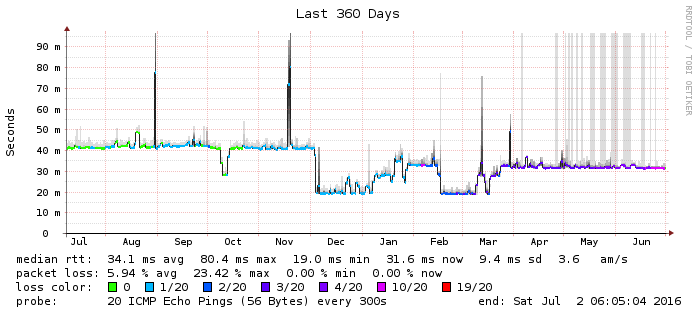 Last 360 Days
RRDTOOL / TOBI OETIKER
Seconds
90 m
80 m
70 m
60 m
50 m
40 m
30 m
20 m
10 m
0
Jul Aug Sep Oct Nov Dec Jan Feb Mar Apr May Jun
median rtt: 34.1 ms avg 80.4 ms max 19.0 ms min 31.6 ms now 9.4 ms sd 3.6 am/s
packet loss: 5.94 % avg 23.42 % max 0.00 % min 0.00 % now
loss color: 0 1/20 2/20 3/20 4/20 10/20 19/20
probe: 20 ICMP Echo Pings (56 Bytes) every 300s end: Sat Jul 2 06:05:04 2016